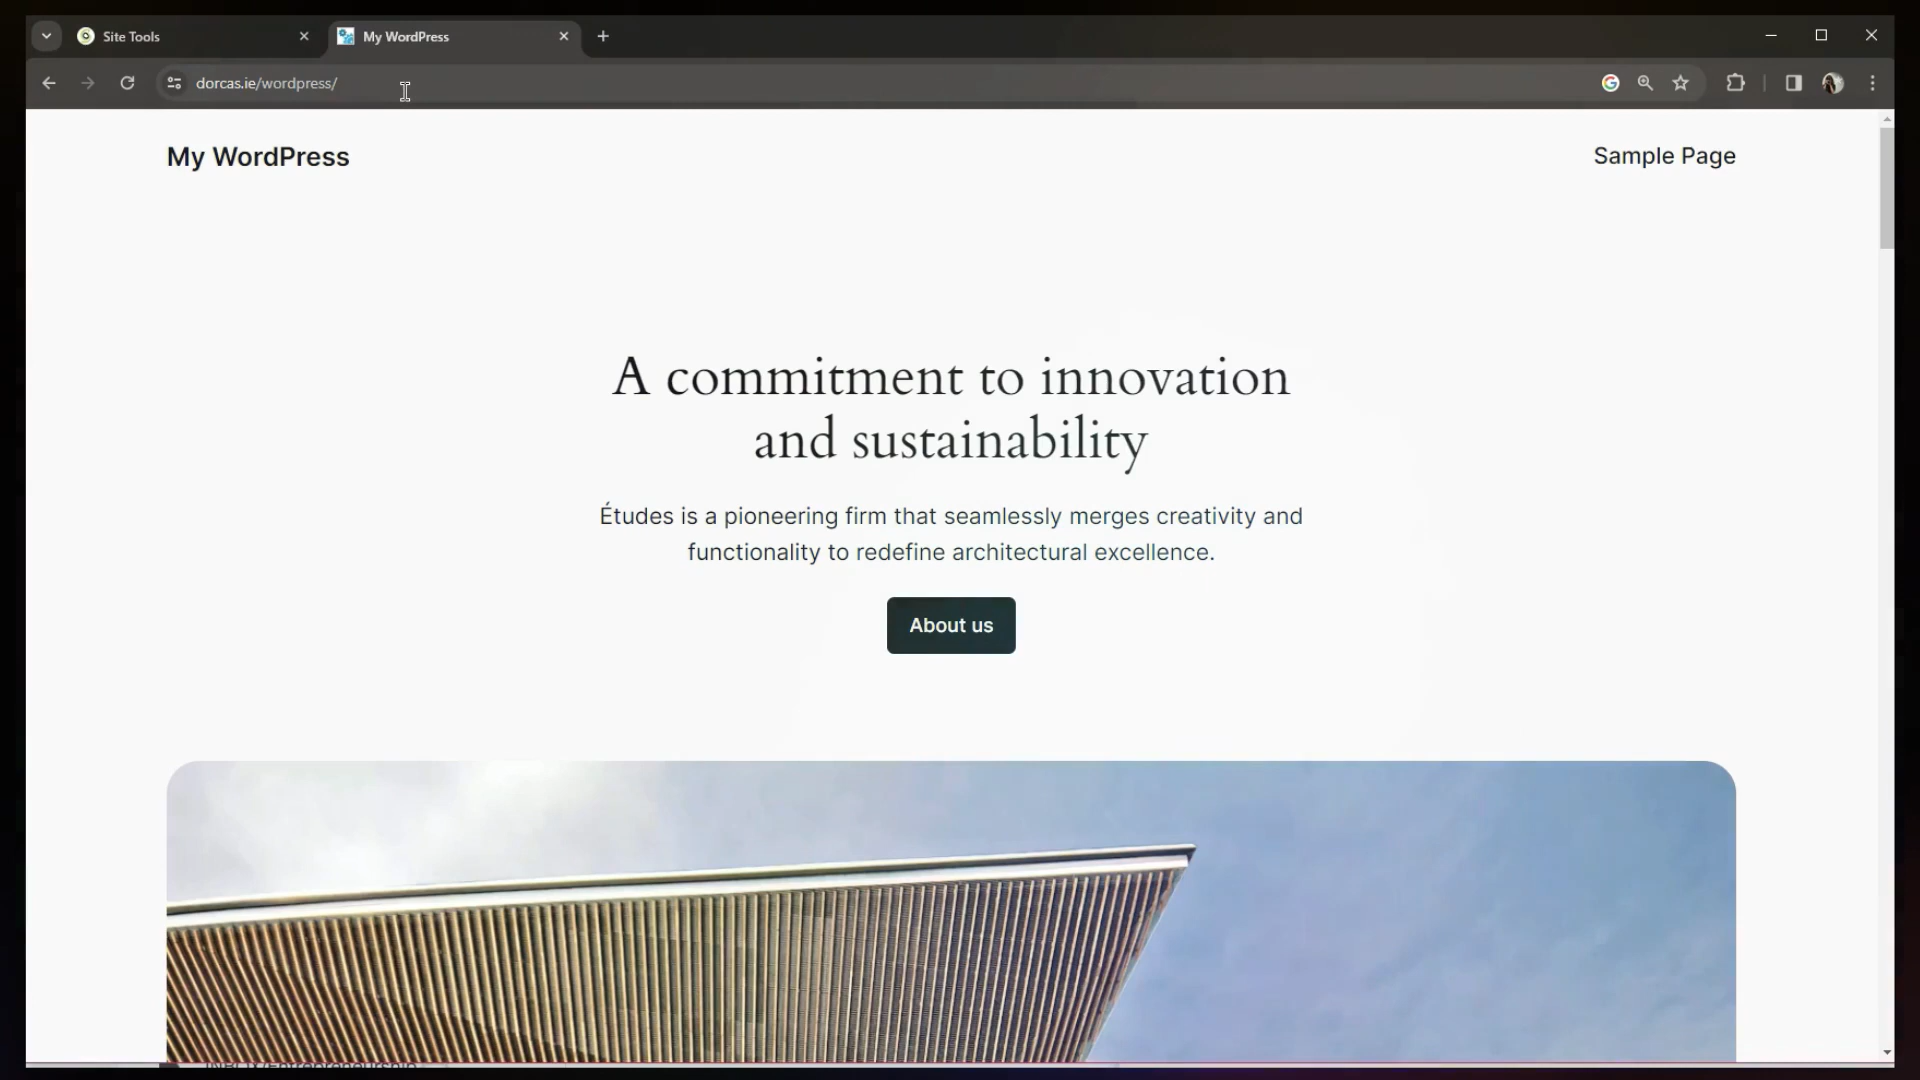 Site Tools
My WordPress
dorcas.ie/wordpress/
My WordPress
Sample Page
A commitment to innovation
and sustainability
Études is a pioneering firm that seamlessly merges creativity and
functionality to redefine architectural excellence.
About us